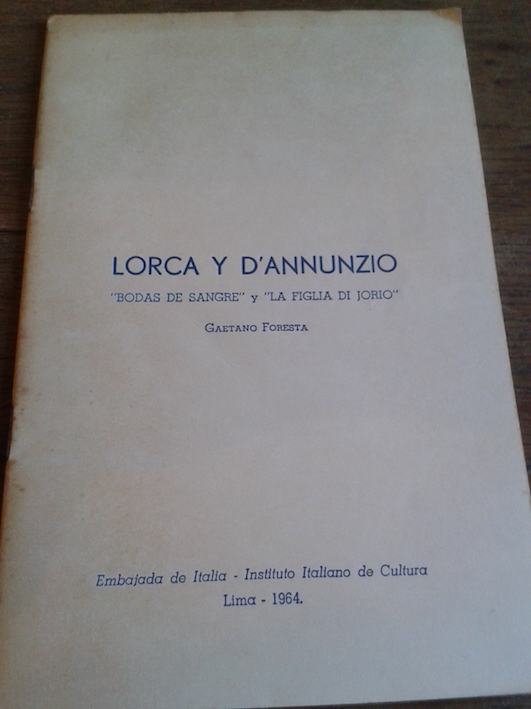 LORCA Y D'ANNUNZIO
"BODAS DE SANGRE" y "LA FIGLIA DI JORIO"
GAETANO FORESTA
Embajada de Italia - Instituto Italiano de Cultura
Lima - 1964.